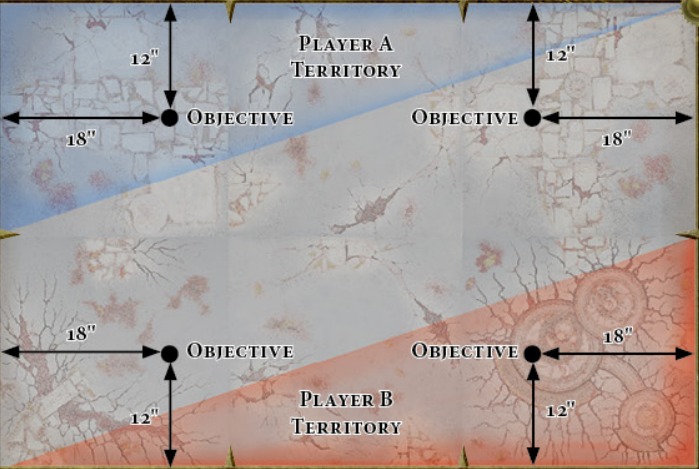 PLAYER A
TERRITORY
12"
12"
OBJECTIVE
OBJECTIVE
18"
18"
18"
18"
OBJECTIVE
OBJECTIVE
PLAYER B
TERRITORY
12"
12"